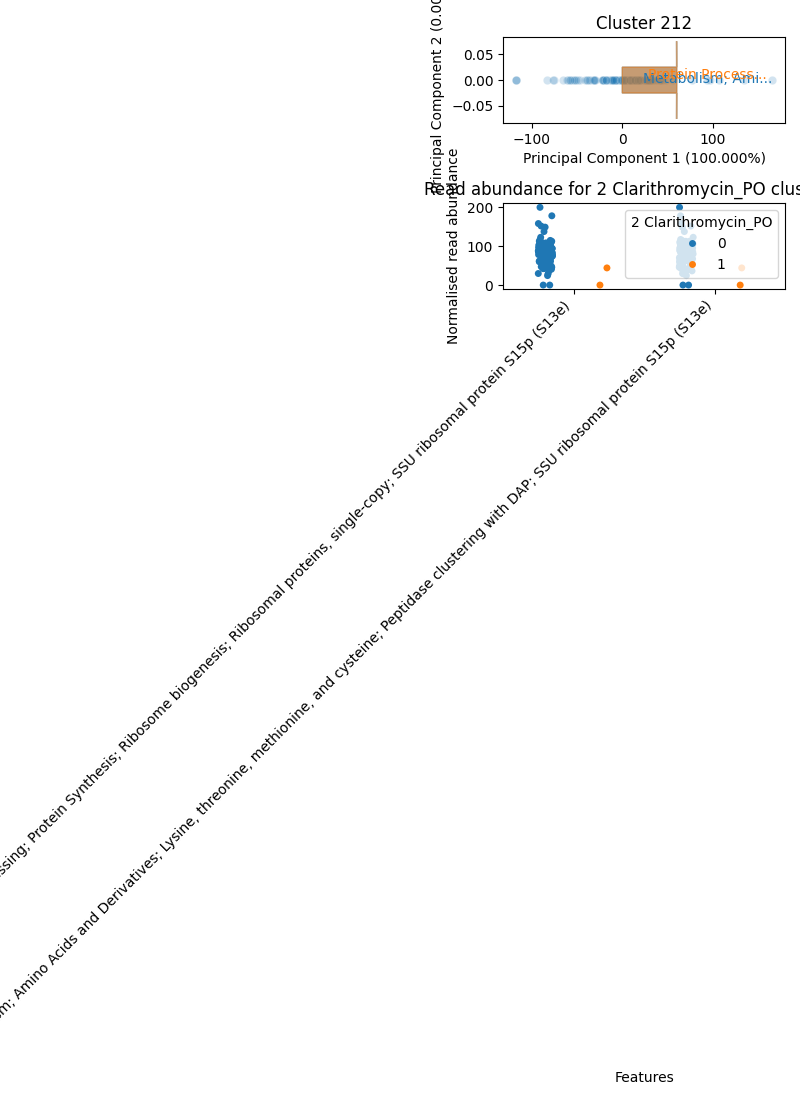 Cluster 212
Principal Component 2 (0.00
0.05
0.00
−0.05
Metabolism, Ami...
−100
0
100
Principal Component 1 (100.000%)
Read abundance for 2 Clarithromycin_PO clus
Normalised read abundance
200
100
0
2 Clarithromycin_PO
0
1
ssing; Protein Synthesis; Ribosome biogenesis; Ribosomal proteins, single-copy; SSU ribosomal protein S15p (S13e)
sm; Amino Acids and Derivatives; Lysine, threonine, methionine, and cysteine; Peptidase clustering with DAP; SSU ribosomal protein S15p (S13e)
Features